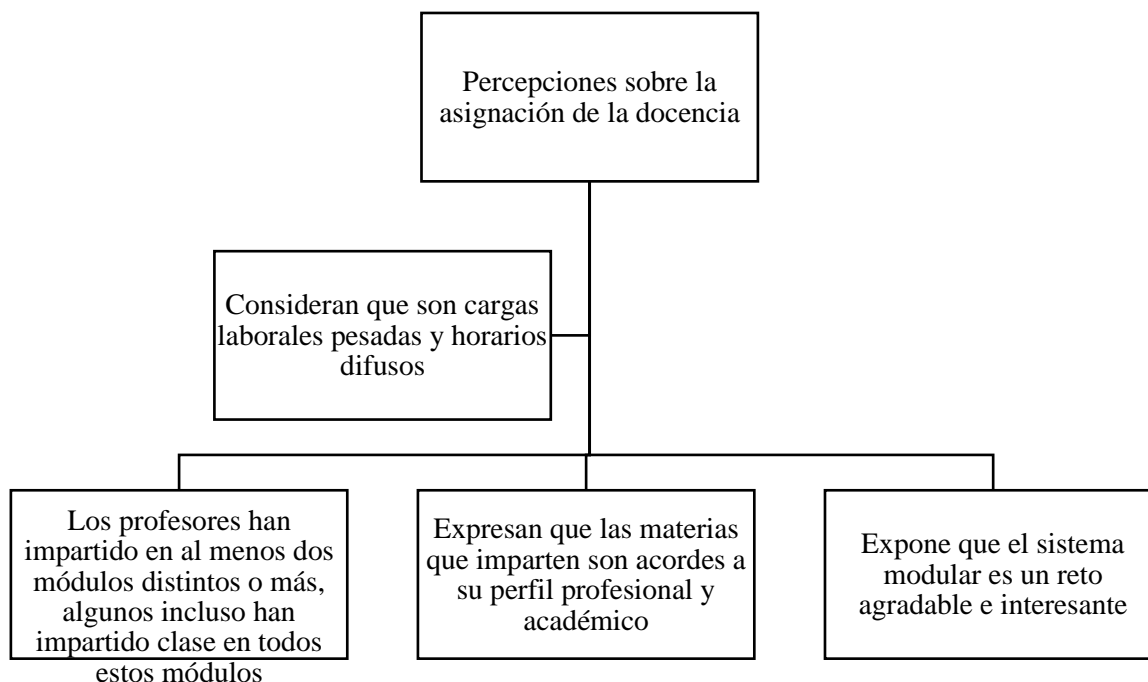 Percepciones sobre la
asignación de la docencia
Consideran que son cargas
laborales pesadas y horarios
difusos
Los profesores han
impartido en al menos dos
módulos distintos o más,
algunos incluso han
impartido clase en todos
estos módulos
Expresan que las materias
que imparten son acordes a
su perfil profesional y
académico
Expone que el sistema
modular es un reto
agradable e interesante